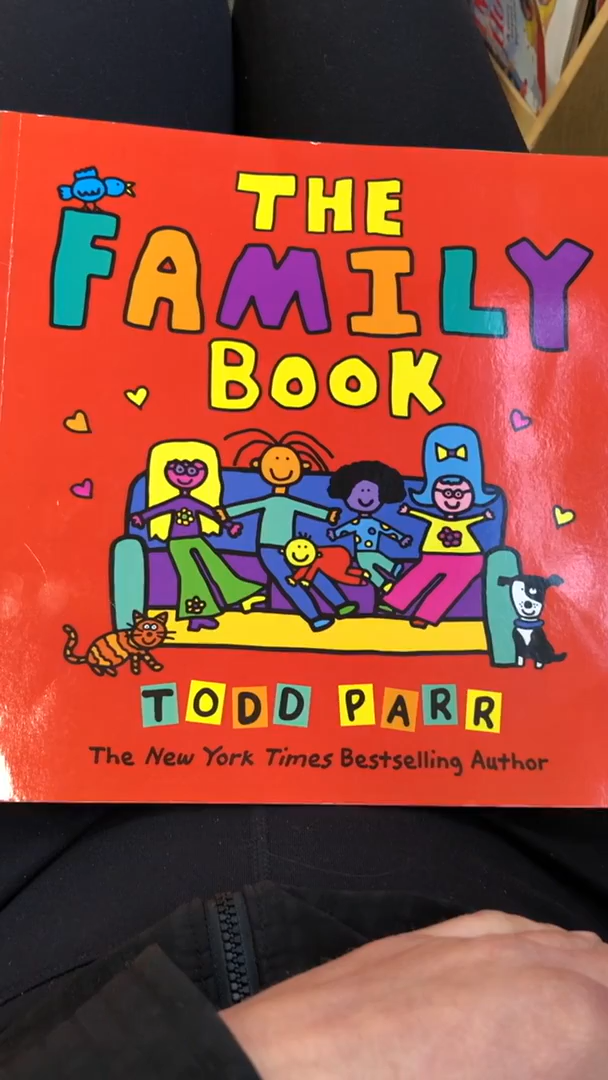 THE
FAMILY
BOOK
TODD PARR
The New York Times Bestselling Author